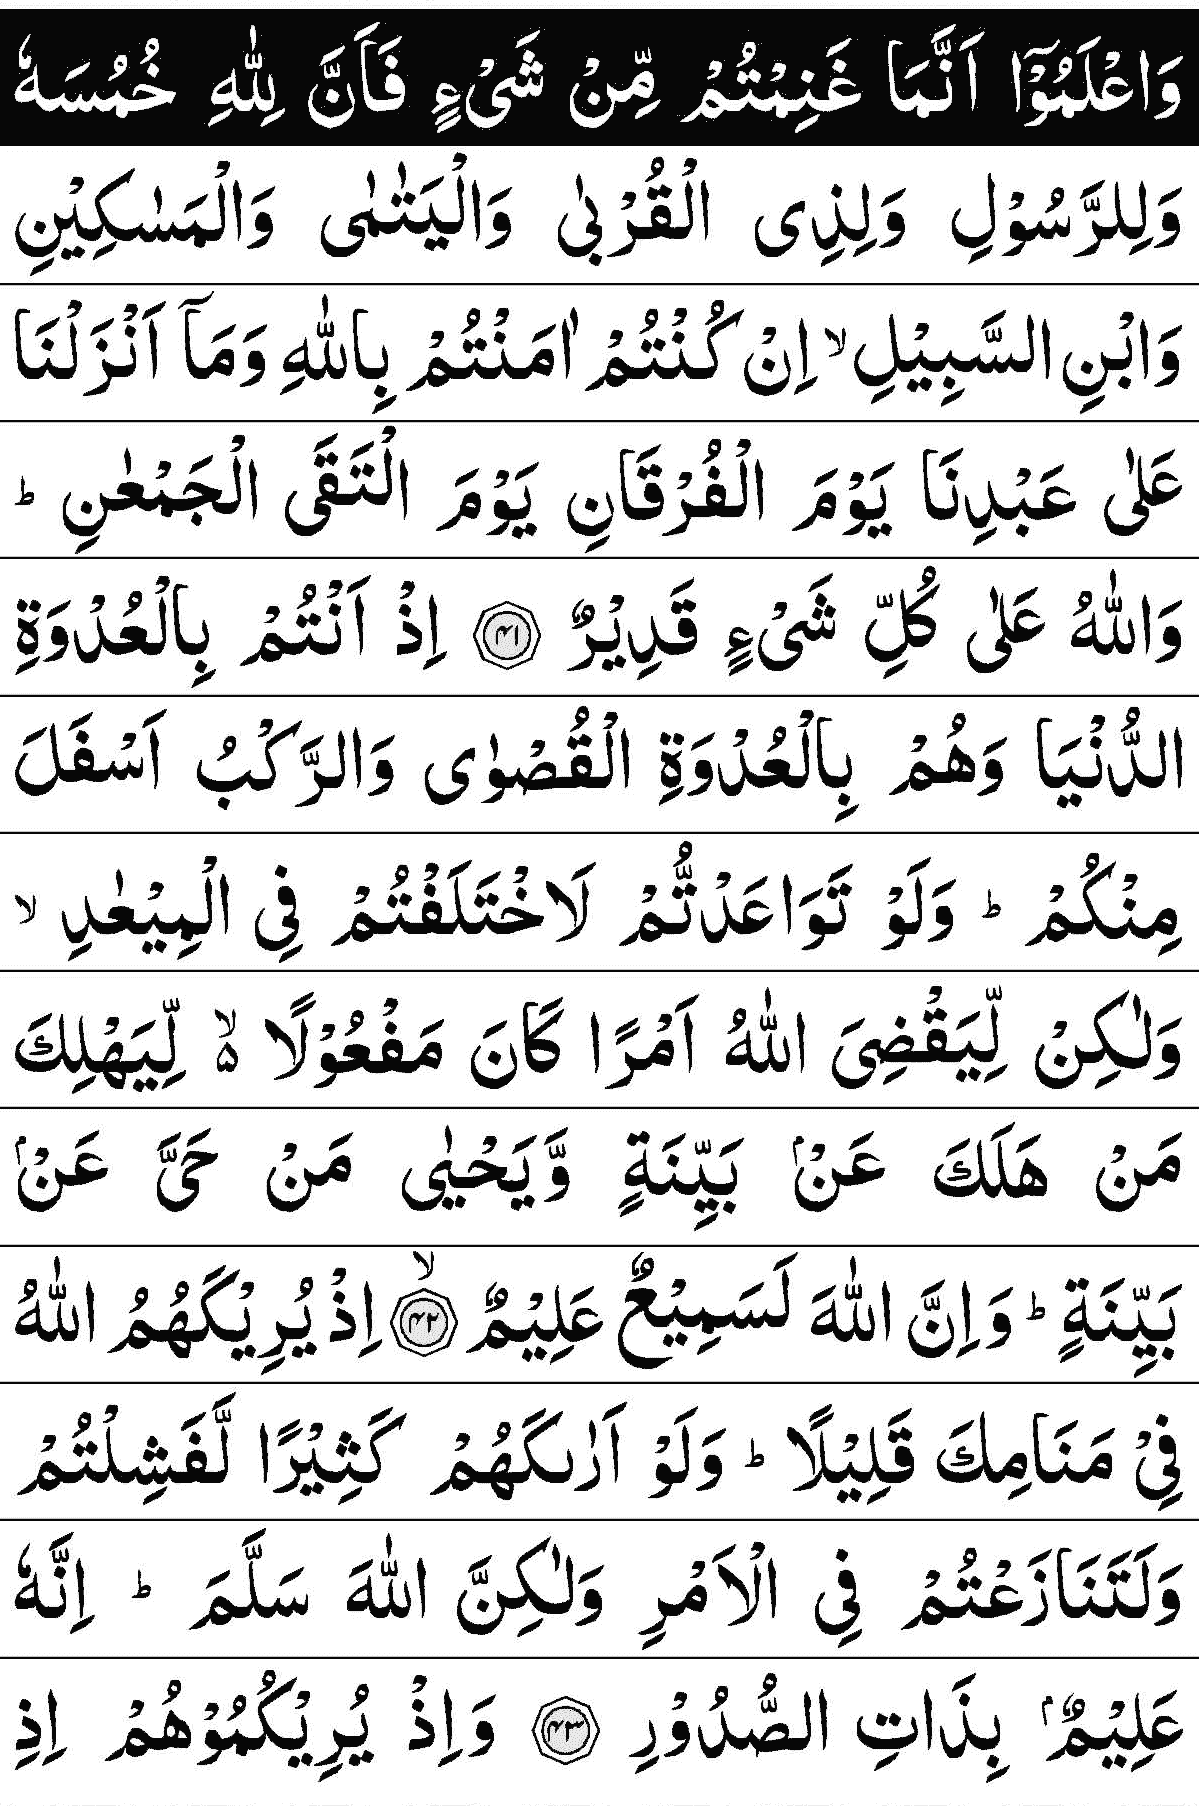 وَاعْلَمُوْۤا اَنَّمَا غَنِمْتُمْ مِّنْ شَیْءٍ فَاَنَّ لِلّٰهِ خُمُسَهٗ
وَلِلرَّسُوْلِ وَلِذِی الْقُرْبٰی وَالْیَتٰمٰی وَالْمَسٰكِیْنِ
وَابْنِ السَّبِیْلِ ۙ اِنْ كُنْتُمْ اٰمَنْتُمْ بِاللّٰهِ وَمَاۤ اَنْزَلْنَا
عَلٰی عَبْدِنَا یَوْمَ الْفُرْقَانِ یَوْمَ الْتَقَی الْجَمْعٰنِ ؕ
وَاللّٰهُ عَلٰی كُلِّ شَیْءٍ قَدِیْرٌ ﴿۴۱﴾ اِذْ اَنْتُمْ بِالْعُدْوَةِ
الدُّنْیَا وَهُمْ بِالْعُدْوَةِ الْقُصْوٰی وَالرَّكْبُ اَسْفَلَ
مِنْكُمْ ؕ وَلَوْ تَوَاعَدْتُّمْ لَاخْتَلَفْتُمْ فِی الْمِیْعٰدِ ۙ
وَلٰكِنْ لِّیَقْضِیَ اللّٰهُ اَمْرًا كَانَ مَفْعُوْلًا ۙ۬ لِّیَهْلِكَ
مَنْ هَلَكَ عَنْۢ بَیِّنَةٍ وَّیَحْیٰی مَنْ حَیَّ عَنْۢ
بَیِّنَةٍ ؕ وَاِنَّ اللّٰهَ لَسَمِیْعٌ عَلِیْمٌ ﴿ۙ۴۲﴾ اِذْ یُرِیْكَهُمُ اللّٰهُ
فِیْ مَنَامِكَ قَلِیْلًا ؕ وَلَوْ اَرٰىكَهُمْ كَثِیْرًا لَّفَشِلْتُمْ
وَلَتَنَازَعْتُمْ فِی الْاَمْرِ وَلٰكِنَّ اللّٰهَ سَلَّمَ ؕ اِنَّهٗ
عَلِیْمٌۢ بِذَاتِ الصُّدُوْرِ ﴿۴۳﴾ وَاِذْ یُرِیْكُمُوْهُمْ اِذِ